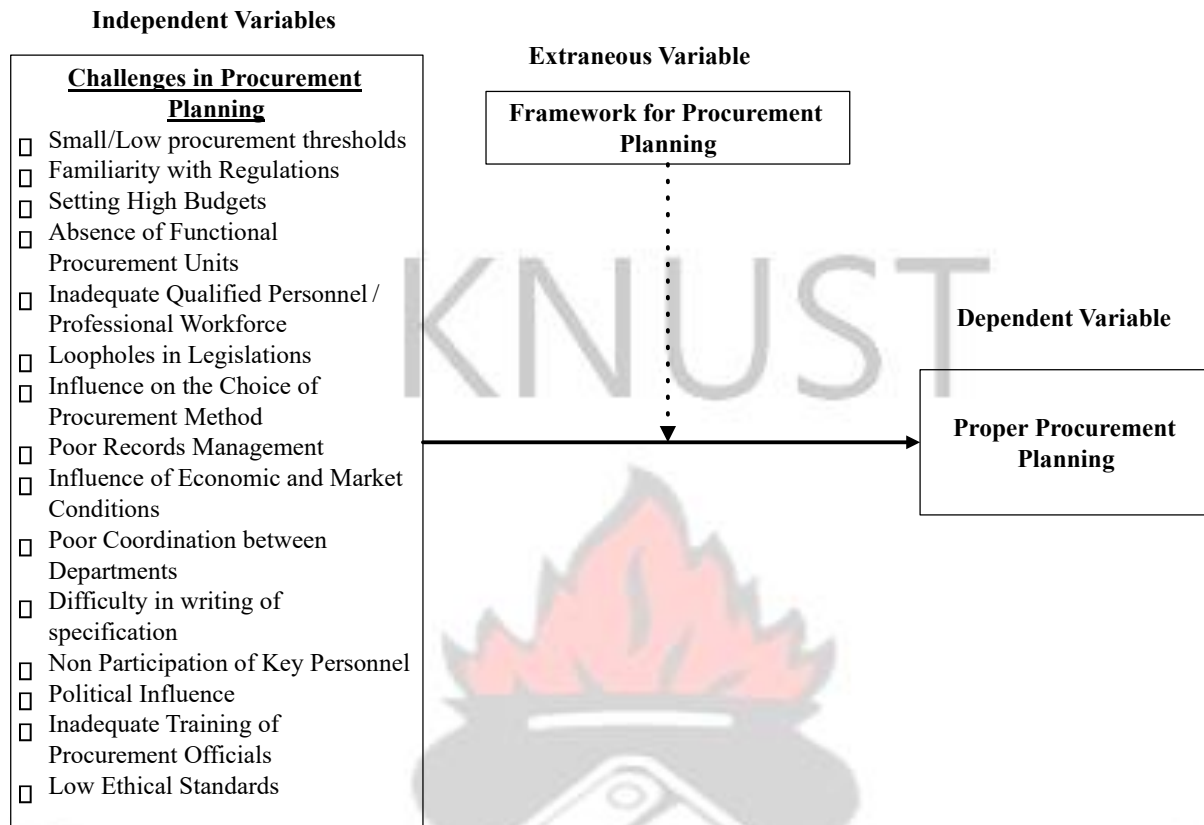 Independent Variables
Extraneous Variable
Challenges in Procurement
Planning
Small/Low procurement thresholds
Familiarity with Regulations
Setting High Budgets
Absence of Functional
Procurement Units
Inadequate Qualified Personnel /
Professional Workforce
Loopholes in Legislations
Influence on the Choice of
Procurement Method
Poor Records Management
Influence of Economic and Market
Conditions
Poor Coordination between
Departments
Difficulty in writing of
specification
Non Participation of Key Personnel
Political Influence
Inadequate Training of
Procurement Officials
Low Ethical Standards
Framework for Procurement
Planning
KNUST
Dependent Variable
Proper Procurement
Planning